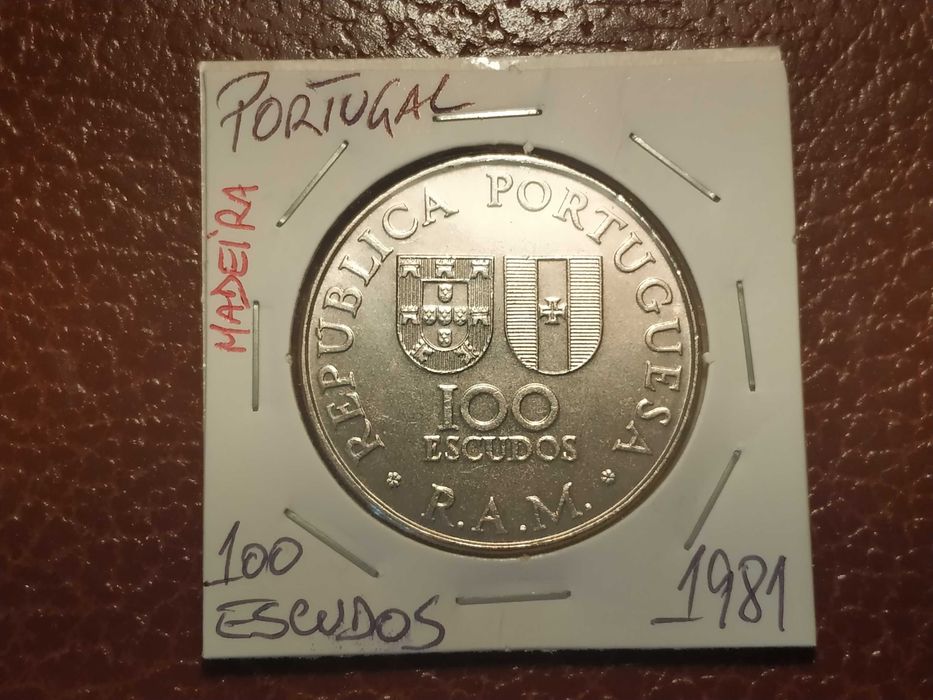 PORTUGAL
MADEIRA
REPUBLICA PORTUGUESA
100
ESCUDOS
* R.A.M. *
100
ESCUDOS
1981